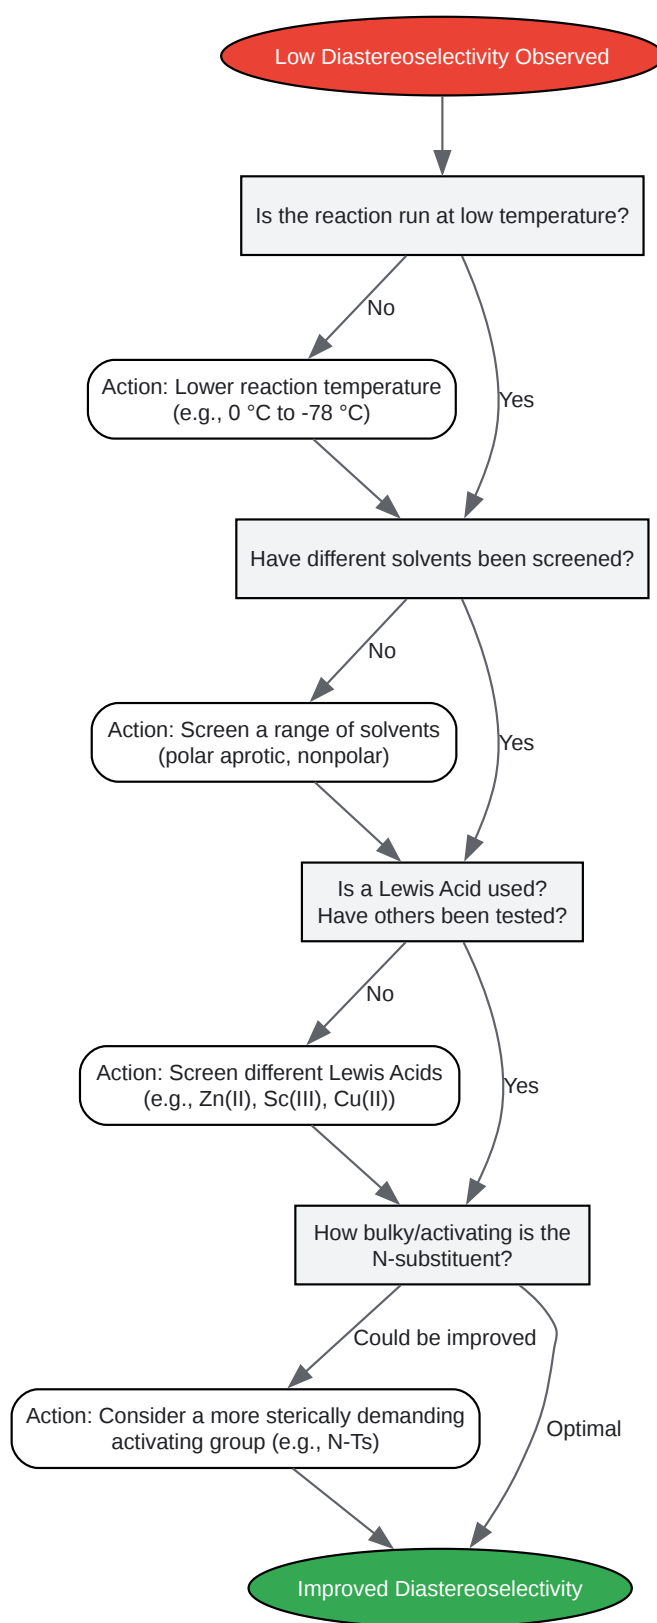 Low Diastereoselectivity Observed
Is the reaction run at low temperature?
No
Action: Lower reaction temperature
(e.g., 0 °C to -78 °C)
Yes
Have different solvents been screened?
No
Action: Screen a range of solvents
(polar aprotic, nonpolar)
Yes
Is a Lewis Acid used?
Have others been tested?
No
Action: Screen different Lewis Acids
(e.g., Zn(II), Sc(III), Cu(II))
Yes
How bulky/activating is the
N-substituent?
Could be improved
Action: Consider a more sterically demanding
activating group (e.g., N-Ts)
Optimal
Improved Diastereoselectivity